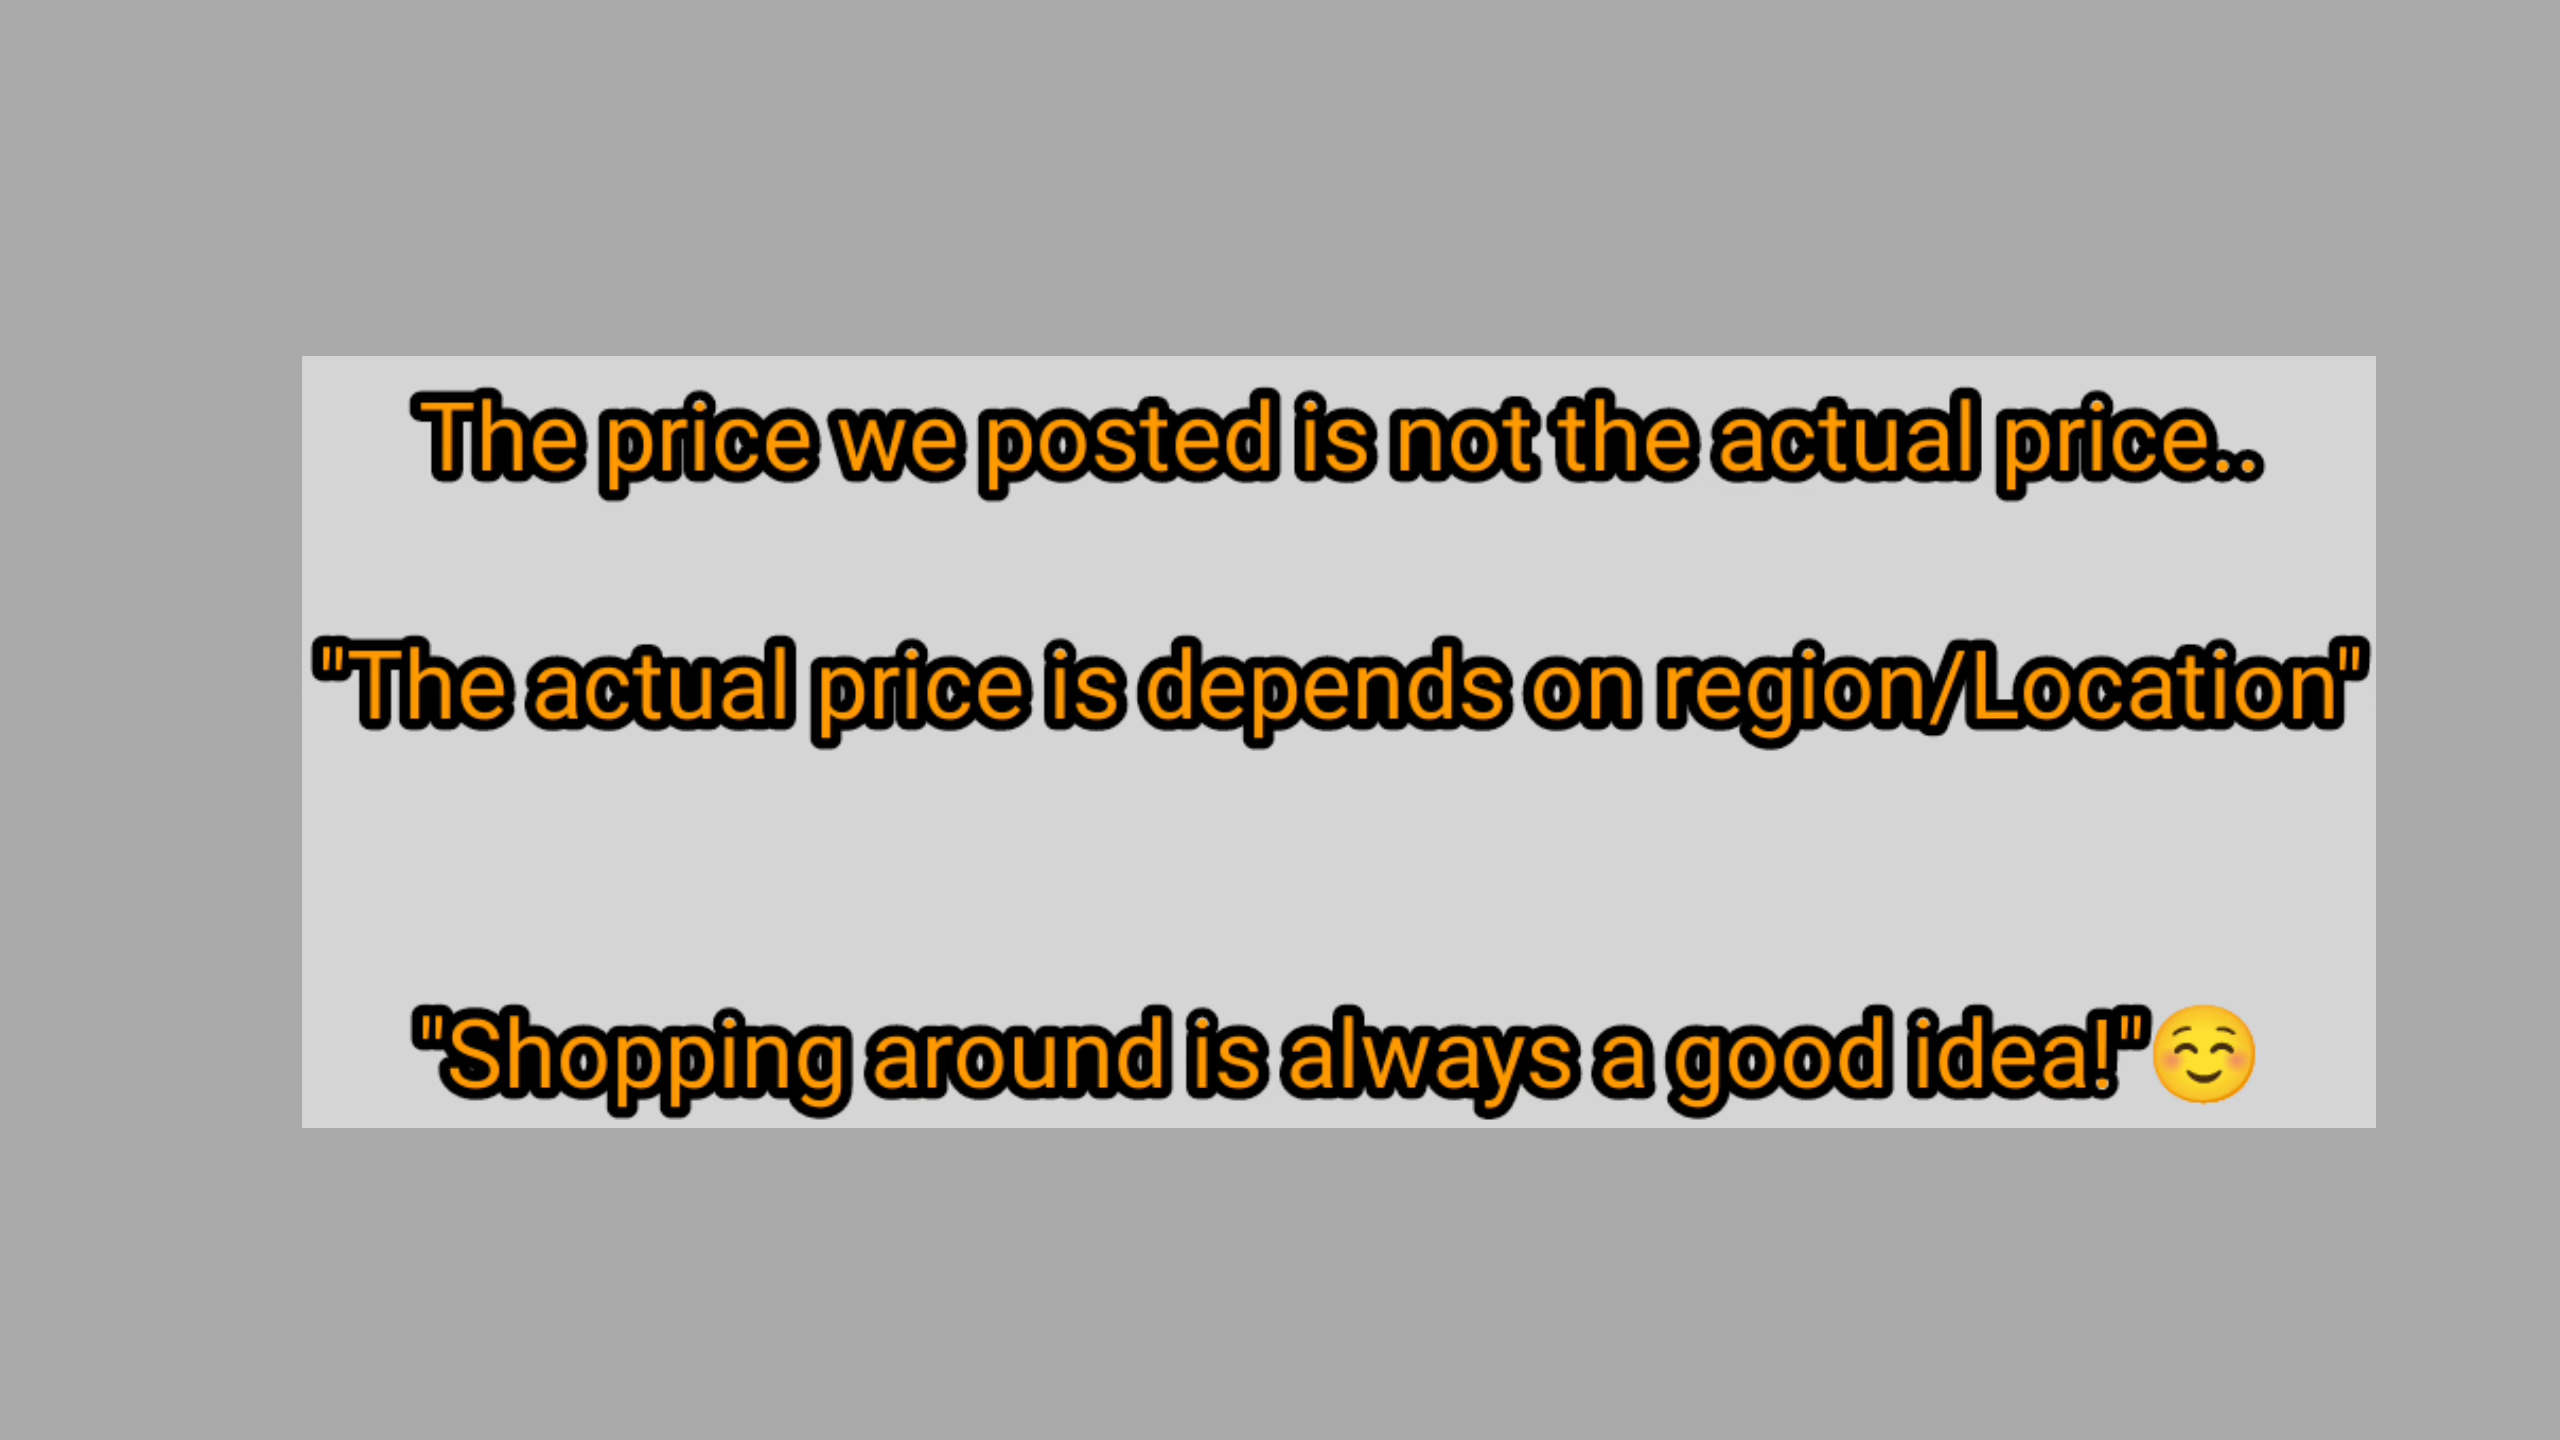 The price we posted is not the actual price..
"The actual price is depends on region/Location"
"Shopping around is always a good idea!"☺️